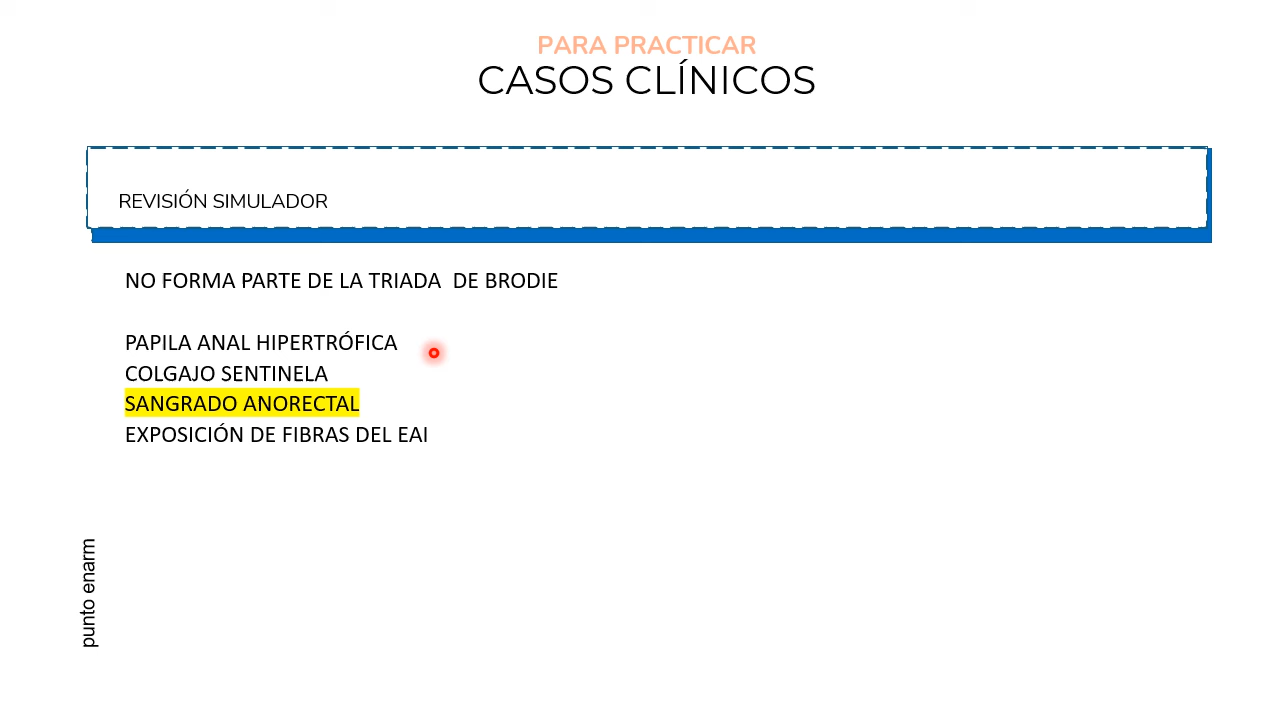 PARA PRACTICAR
CASOS CLÍNICOS
REVISIÓN SIMULADOR
NO FORMA PARTE DE LA TRIADA DE BRODIE
PAPILA ANAL HIPERTRÓFICA
COLGAJO SENTINELA
SANGRADO ANORECTAL
EXPOSICIÓN DE FIBRAS DEL EAI
punto enarm